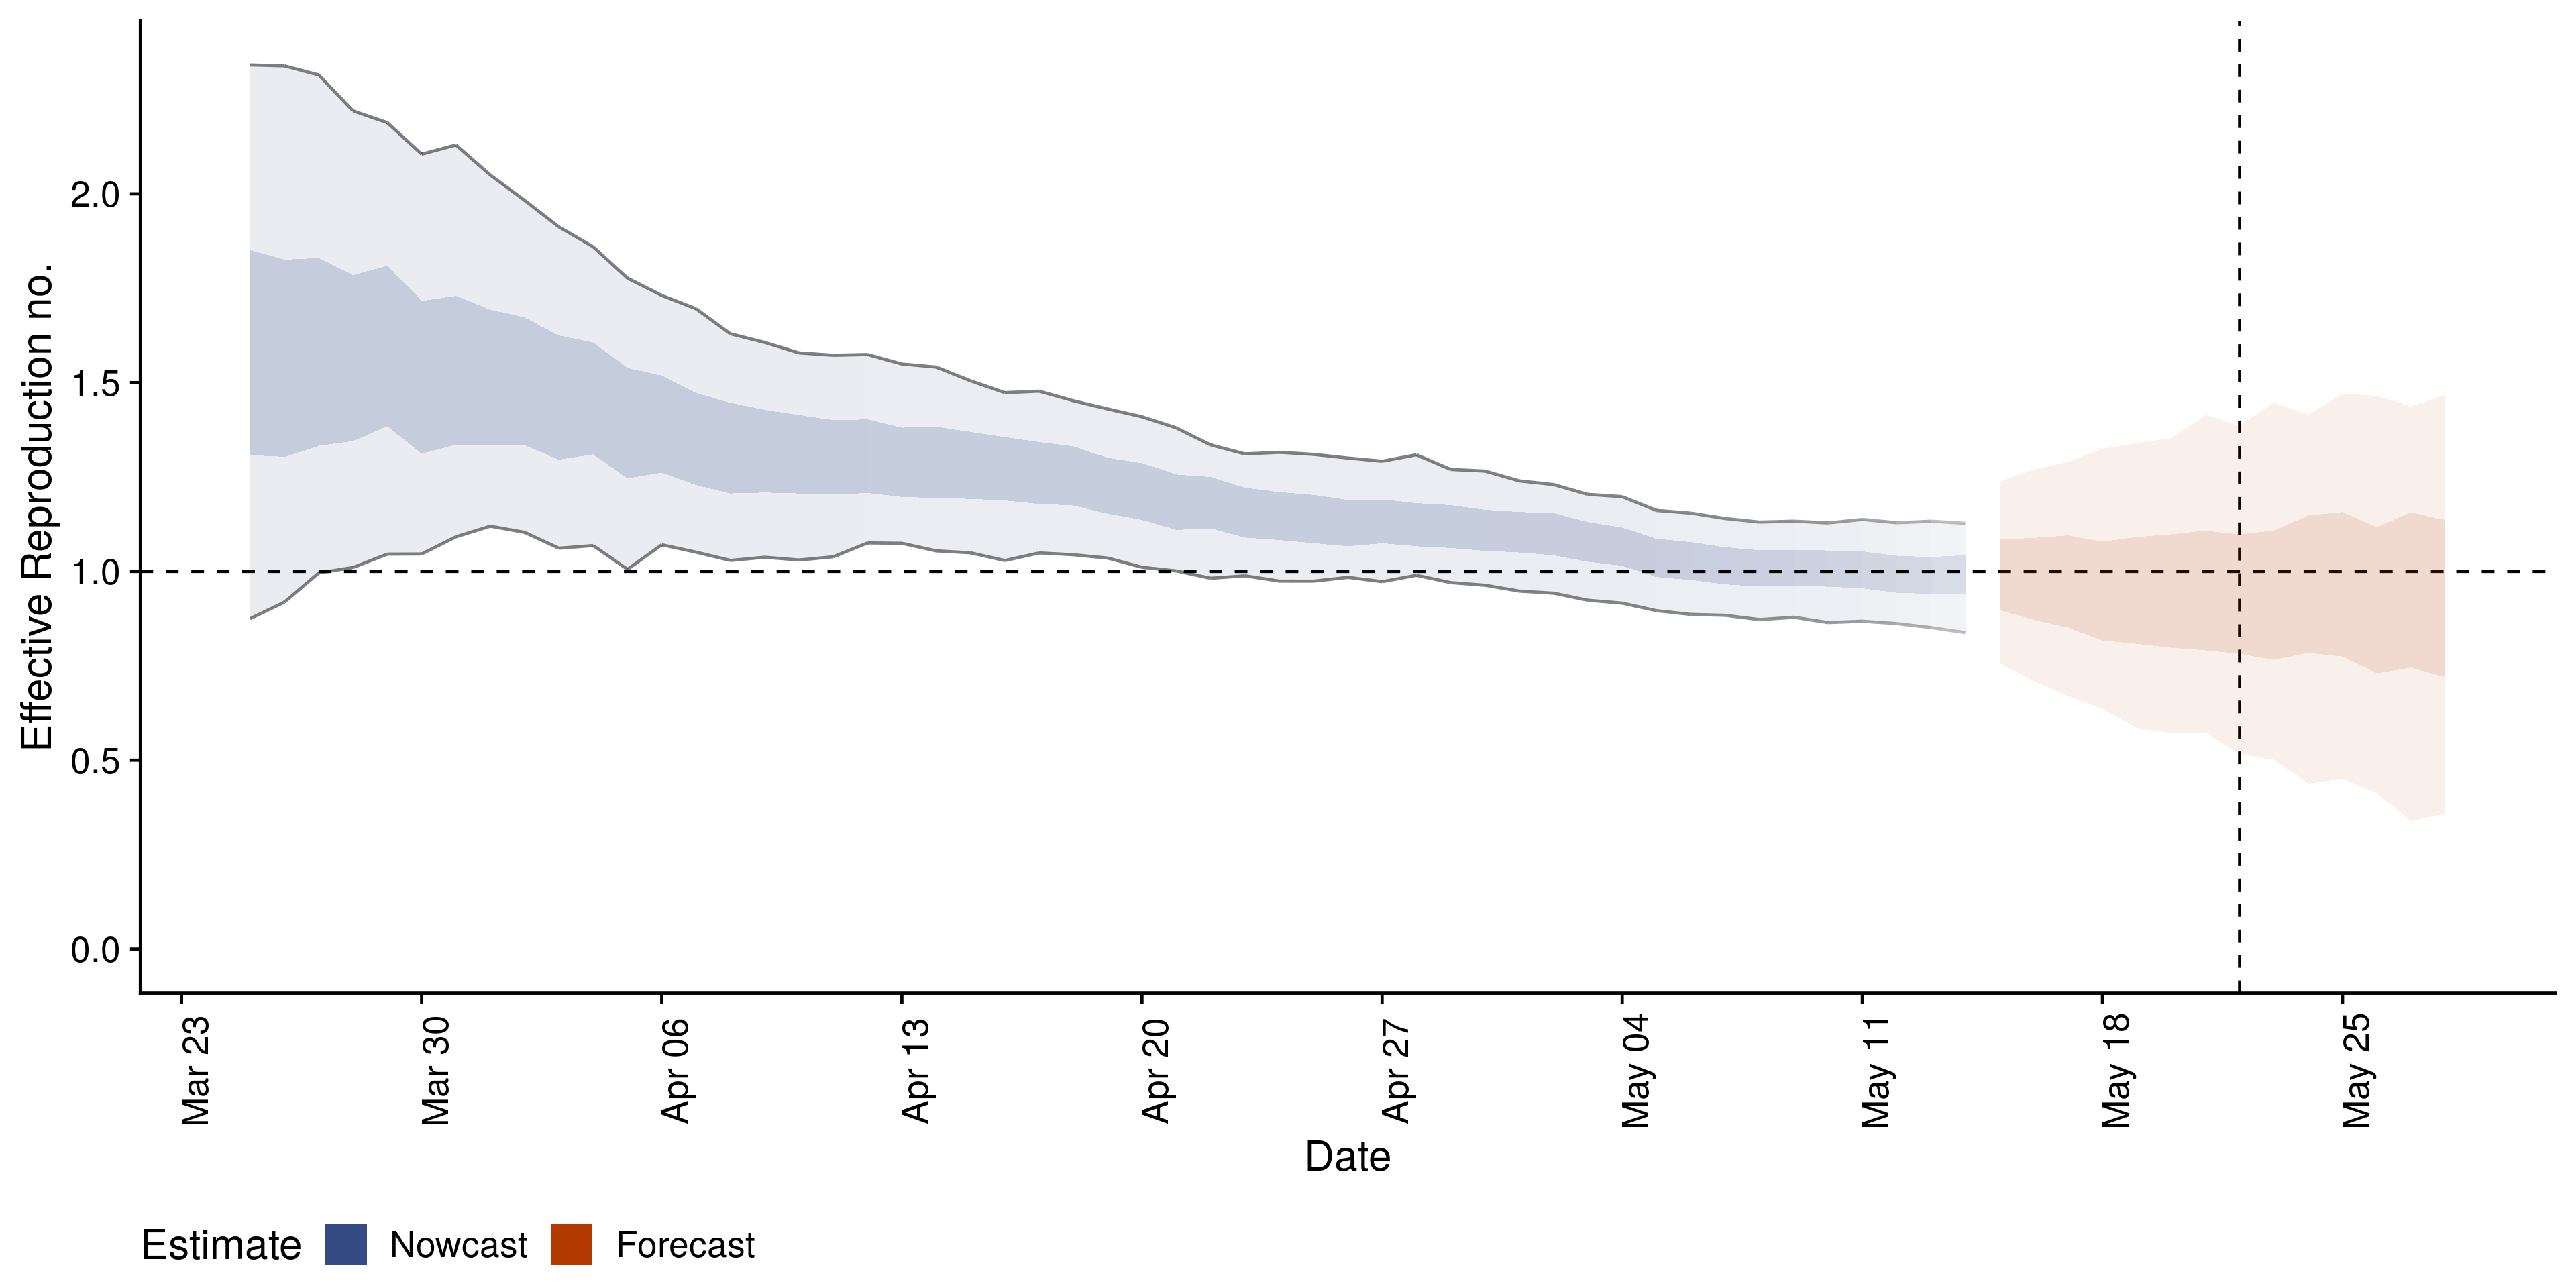 Effective Reproduction no.
2.0
1.5
1.0
0.5
0.0
Mar 23
Mar 30
Apr 06
Apr 13
Apr 20
Apr 27
May 04
May 11
May 18
May 25
Date
Estimate Nowcast Forecast